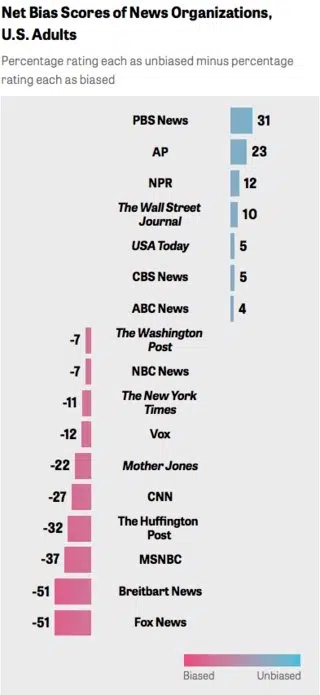 Net Bias Scores of News Organizations,
U.S. Adults
Percentage rating each as unbiased minus percentage
rating each as biased
PBS News 31
AP 23
NPR 12
The Wall Street
Journal 10
USA Today 5
CBS News 5
ABC News 4
-7 The Washington
Post
-7 NBC News
-11 The New York
Times
-12 Vox
-22 Mother Jones
-27 CNN
-32 The Huffington
Post
-37 MSNBC
-51 Breitbart News
-51 Fox News
Biased Unbiased